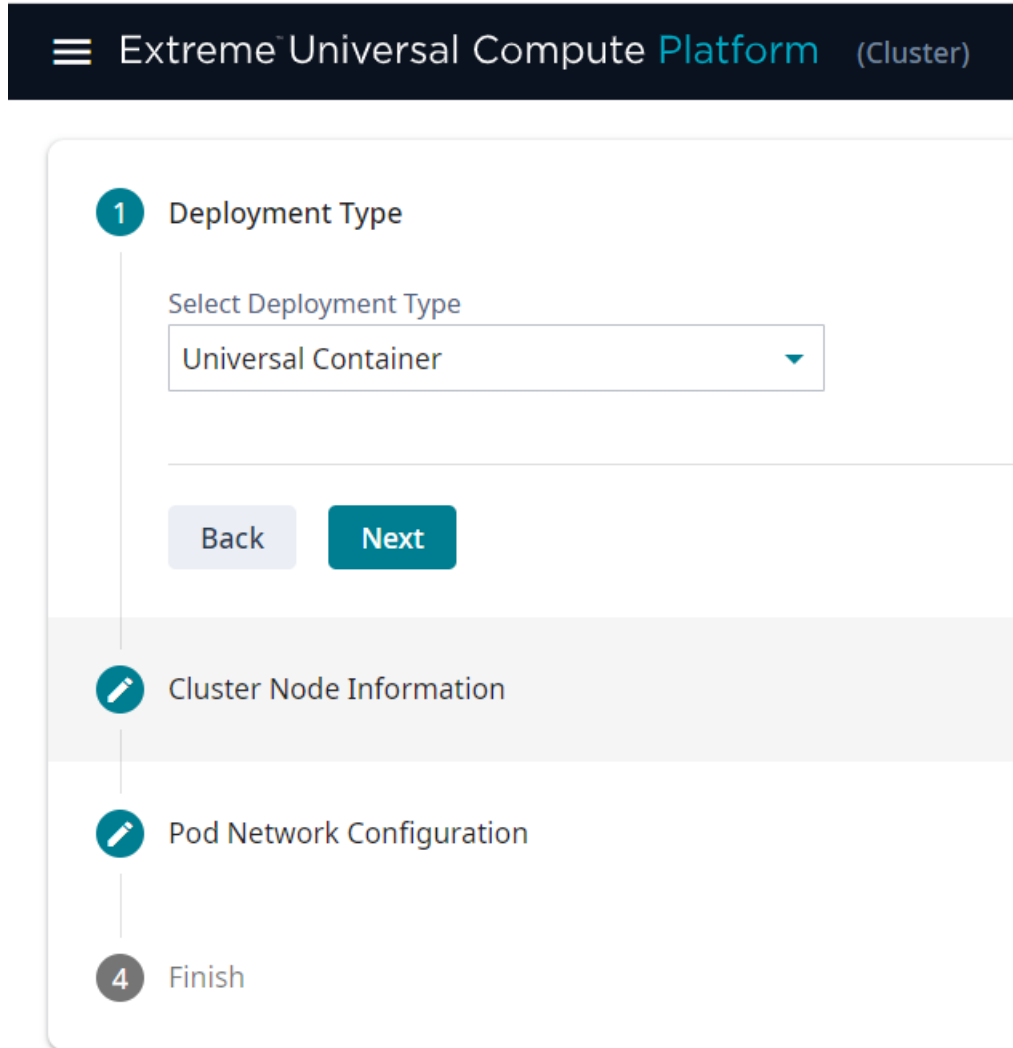 Extreme™ Universal Compute Platform (Cluster)
1 Deployment Type
Select Deployment Type
Universal Container
Back Next
Cluster Node Information
Pod Network Configuration
4 Finish